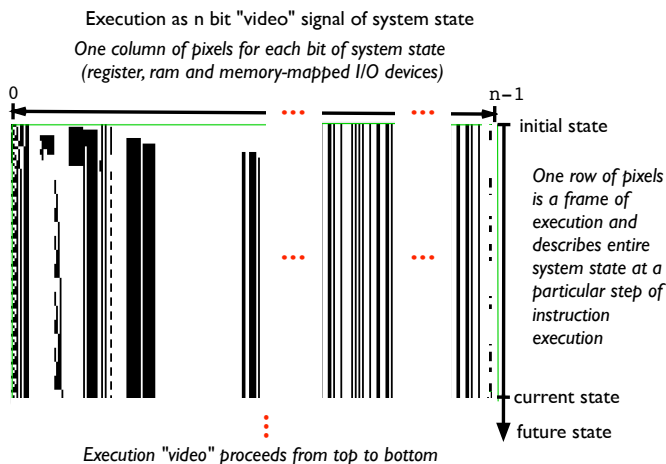 Execution as n bit "video" signal of system state
One column of pixels for each bit of system state
(register, ram and memory-mapped I/O devices)
0
n-1
initial state
One row of pixels
is a frame of
execution and
describes entire
system state at a
particular step of
instruction
execution
current state
future state
Execution "video" proceeds from top to bottom